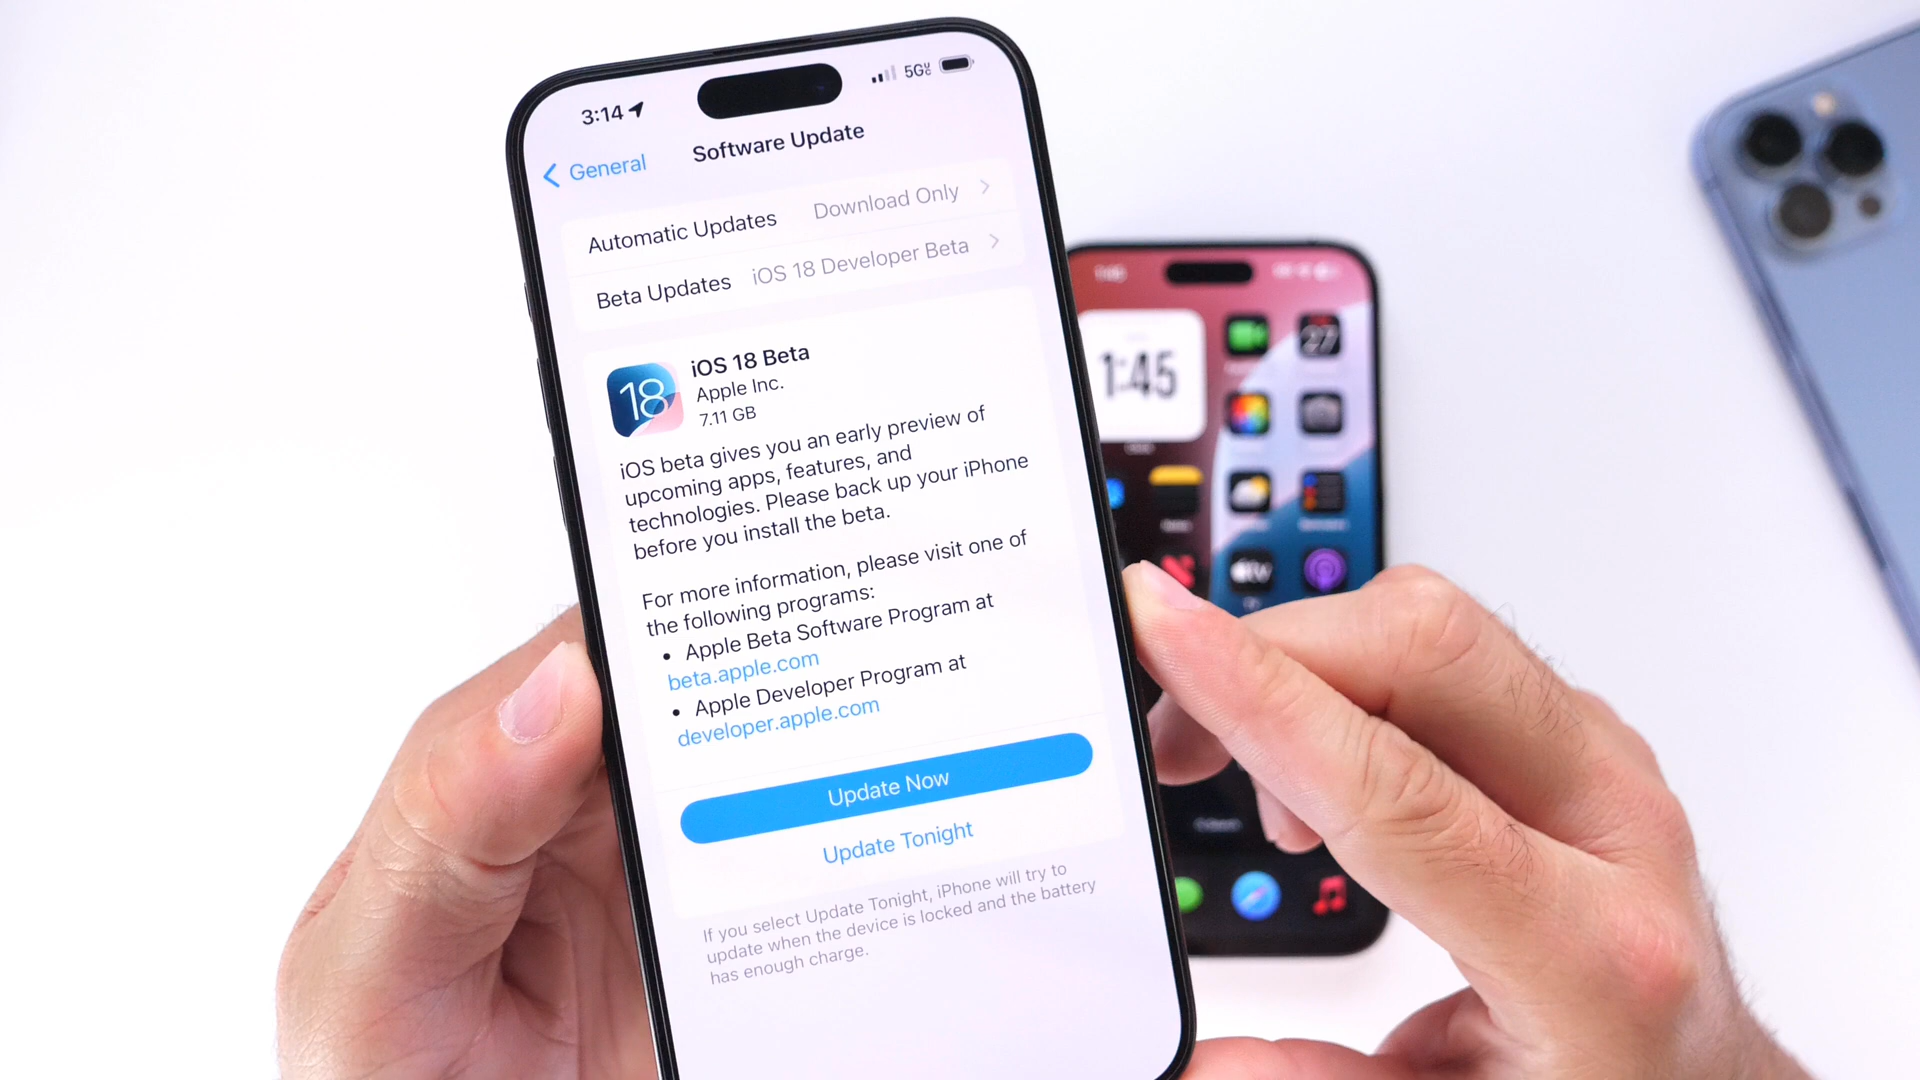 3:14
5G
Software Update
General
Automatic Updates Download Only
Beta Updates iOS 18 Developer Beta
18
iOS 18 Beta
Apple Inc.
7.11 GB
iOS beta gives you an early preview of
upcoming apps, features, and
technologies. Please back up your iPhone
before you install the beta.
For more information, please visit one of
the following programs:
• Apple Beta Software Program at
beta.apple.com
• Apple Developer Program at
developer.apple.com
Update Now
Update Tonight
If you select Update Tonight, iPhone will try to
update when the device is locked and the battery
has enough charge.
1:45
27
tv